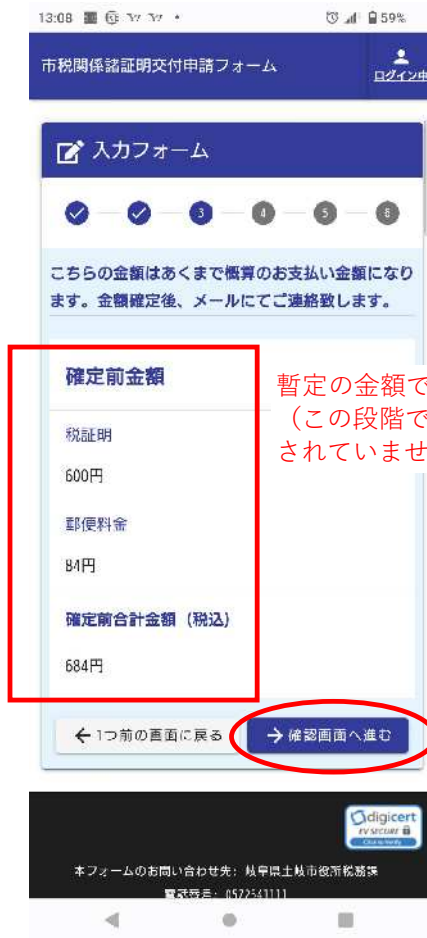 13:08
59%
市税関係諸証明交付申請フォーム
ログイン中
入力フォーム
3
4
5
6
こちらの金額はあくまで概算のお支払い金額になり
ます。金額確定後、メールにてご連絡致します。
確定前金額
暫定の金額で
（この段階で
されていませ
税証明
600円
郵便料金
84円
確定前合計金額（税込）
684円
1つ前の画面に戻る
確認画面へ進む
digicert
EV SECURE
Click to Verify
本フォームのお問い合わせ先：岐阜県土岐市役所税務課
電話番号：0572541111